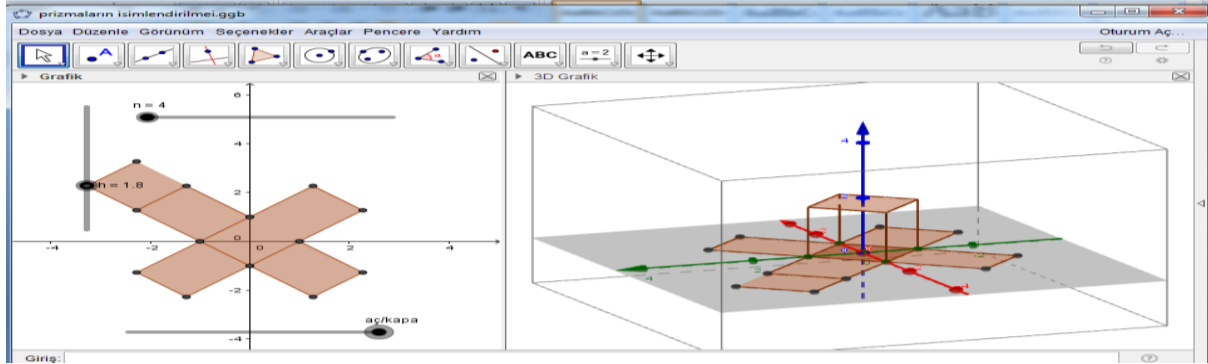 prizmaların isimlendirilmei.ggb
Dosya Düzenle Görünüm Seçenekler Araçlar Pencere Yardım Oturum Aç...
ABC a=2
Grafik
3D Grafik
n = 4
h = 1.8
6
4
2
0
-2
-4
-4 -2 0 2 4
aç/kapa
4
Giriş: